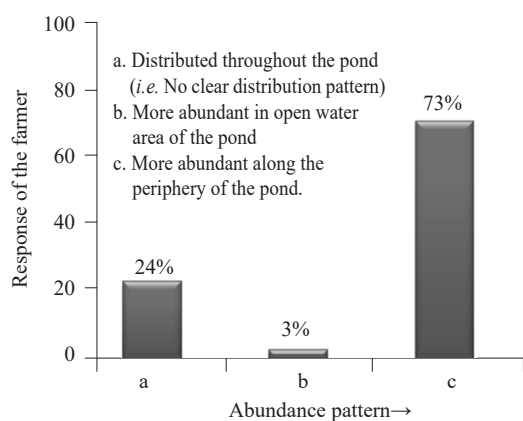 100
80
60
40
20
0
Response of the farmer
a. Distributed throughout the pond
(i.e. No clear distribution pattern)
b. More abundant in open water
area of the pond
c. More abundant along the
periphery of the pond.
24%
3%
73%
a
b
c
Abundance pattern→